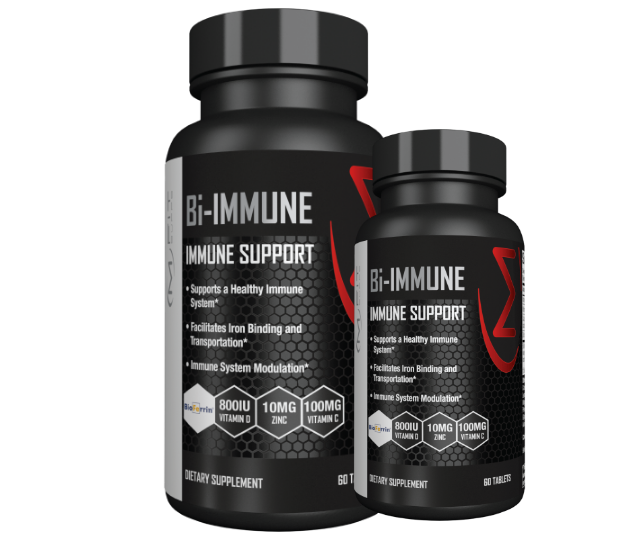 Bi-IMMUNE
IMMUNE SUPPORT
• Supports a Healthy Immune
System*
• Facilitates Iron Binding and
Transportation*
• Immune System Modulation*
Bioferrin
800IU
VITAMIN D
10MG
ZINC
100MG
VITAMIN C
DIETARY SUPPLEMENT
60 T
Bi-IMMUNE
IMMUNE SUPPORT
• Supports a Healthy Immune
System*
• Facilitates Iron Binding and
Transportation*
• Immune System Modulation*
Bioferrin
800IU
VITAMIN D
10MG
ZINC
100MG
VITAMIN C
DIETARY SUPPLEMENT
60 TABLETS